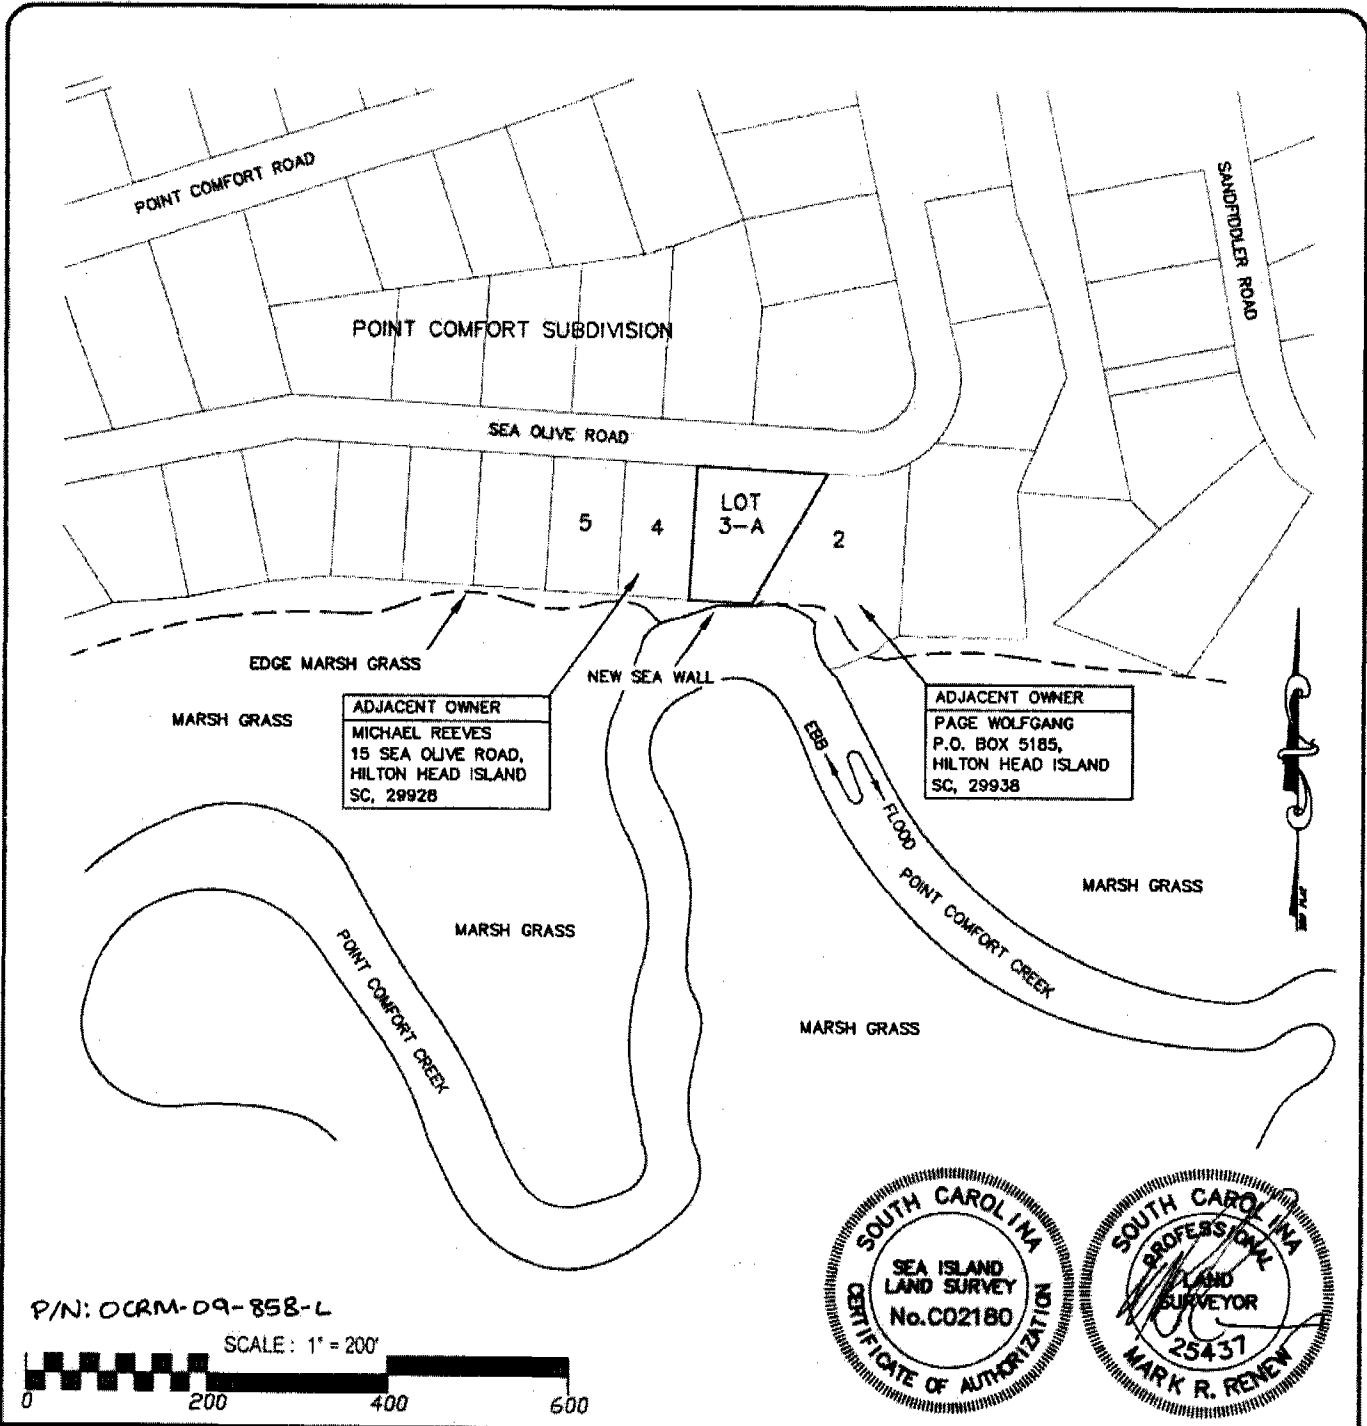 POINT COMFORT ROAD
SANDFIDDLER ROAD
POINT COMFORT SUBDIVISION
SEA OLIVE ROAD
5
4
LOT
3-A
2
EDGE MARSH GRASS
NEW SEA WALL
MARSH GRASS
ADJACENT OWNER
MICHAEL REEVES
15 SEA OLIVE ROAD,
HILTON HEAD ISLAND
SC, 29928
ADJACENT OWNER
PAGE WOLFGANG
P.O. BOX 5185,
HILTON HEAD ISLAND
SC, 29938
EBB
FLOOD
POINT COMFORT CREEK
MARSH GRASS
MARSH GRASS
POINT COMFORT CREEK
MARSH GRASS
SOUTH CAROLINA
SEA ISLAND
LAND SURVEY
No.C02180
CERTIFICATE OF AUTHORIZATION
SOUTH CAROLINA
PROFESSIONAL
LAND
SURVEYOR
25437
MARK R. RENEW
P/N: OCRM-09-858-L
SCALE: 1" = 200'
0 200 400 600